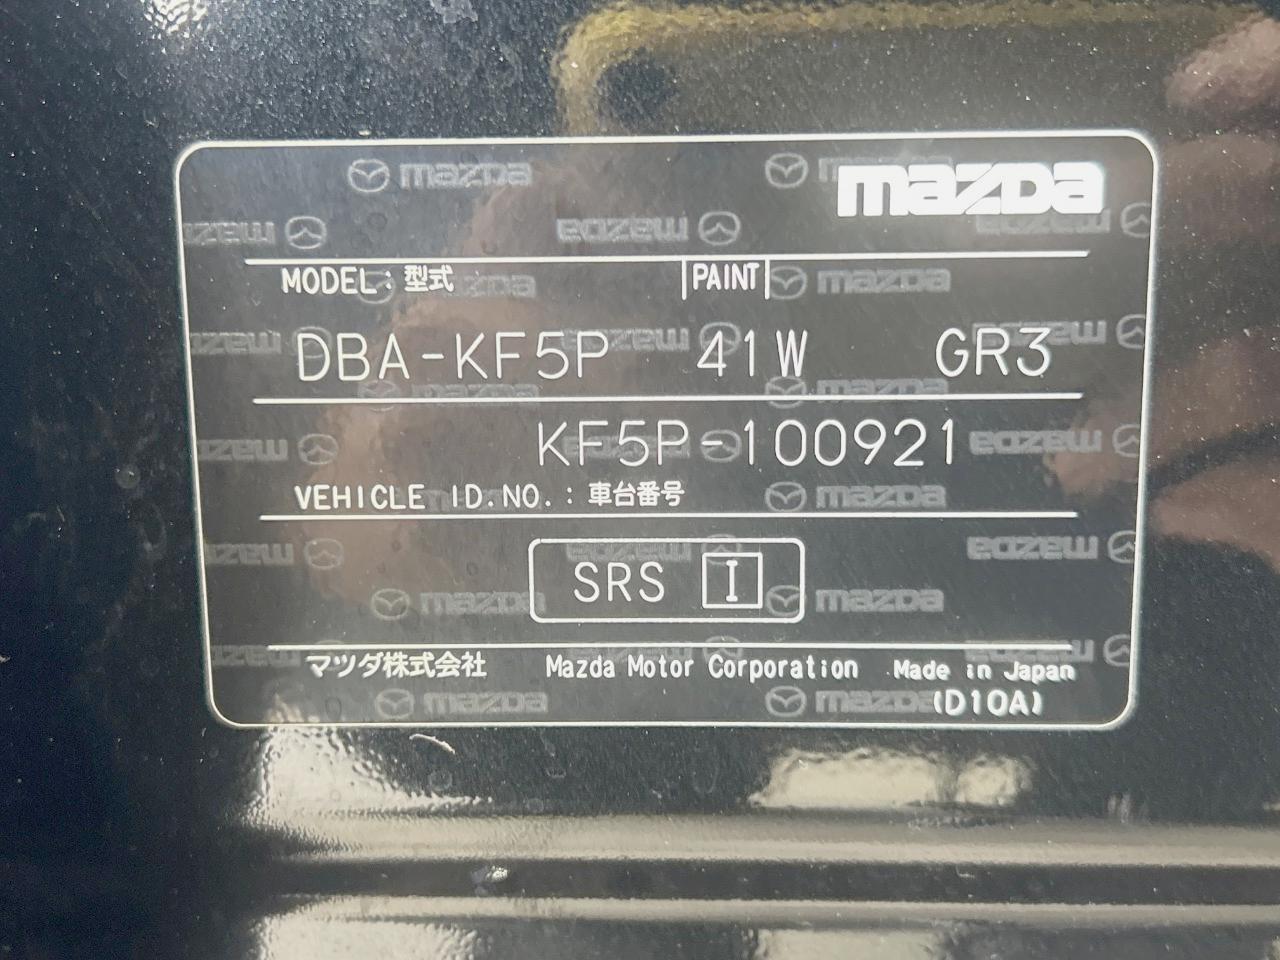 mazda
MODEL：型式 PAINT
DBA-KF5P 41W GR3
KF5P-100921
VEHICLE ID.NO.：車台番号
SRS I
マツダ株式会社 Mazda Motor Corporation Made in Japan
(D10A)